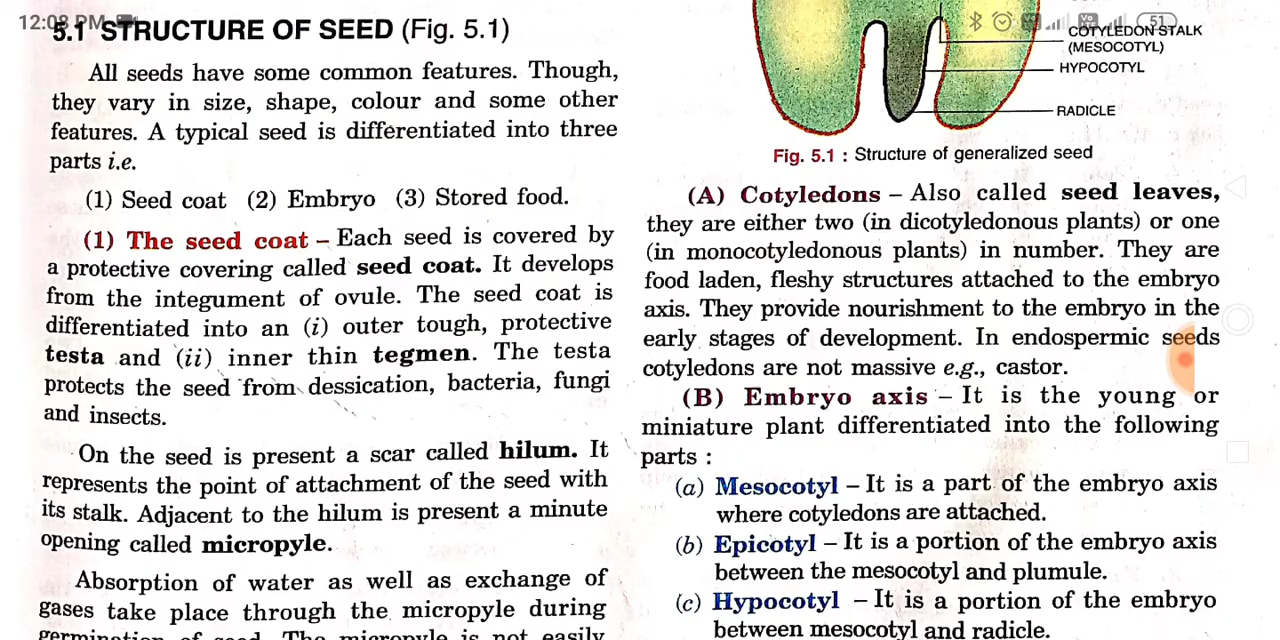 12:08 PM
5.1 STRUCTURE OF SEED (Fig. 5.1)
All seeds have some common features. Though,
they vary in size, shape, colour and some other
features. A typical seed is differentiated into three
parts i.e.
(1) Seed coat (2) Embryo (3) Stored food.
(1) The seed coat – Each seed is covered by
a protective covering called seed coat. It develops
from the integument of ovule. The seed coat is
differentiated into an (i) outer tough, protective
testa and (ii) inner thin tegmen. The testa
protects the seed from dessication, bacteria, fungi
and insects.
On the seed is present a scar called hilum. It
represents the point of attachment of the seed with
its stalk. Adjacent to the hilum is present a minute
opening called micropyle.
Absorption of water as well as exchange of
gases take place through the micropyle during
germination of seed. The micropyle is not easily
51
COTYLEDON STALK
(MESOCOTYL)
HYPOCOTYL
RADICLE
Fig. 5.1 : Structure of generalized seed
(A) Cotyledons – Also called seed leaves,
they are either two (in dicotyledonous plants) or one
(in monocotyledonous plants) in number. They are
food laden, fleshy structures attached to the embryo
axis. They provide nourishment to the embryo in the
early stages of development. In endospermic seeds
cotyledons are not massive e.g., castor.
(B) Embryo axis – It is the young or
miniature plant differentiated into the following
parts :
(a) Mesocotyl – It is a part of the embryo axis
where cotyledons are attached.
(b) Epicotyl – It is a portion of the embryo axis
between the mesocotyl and plumule.
(c) Hypocotyl – It is a portion of the embryo
between mesocotyl and radicle.